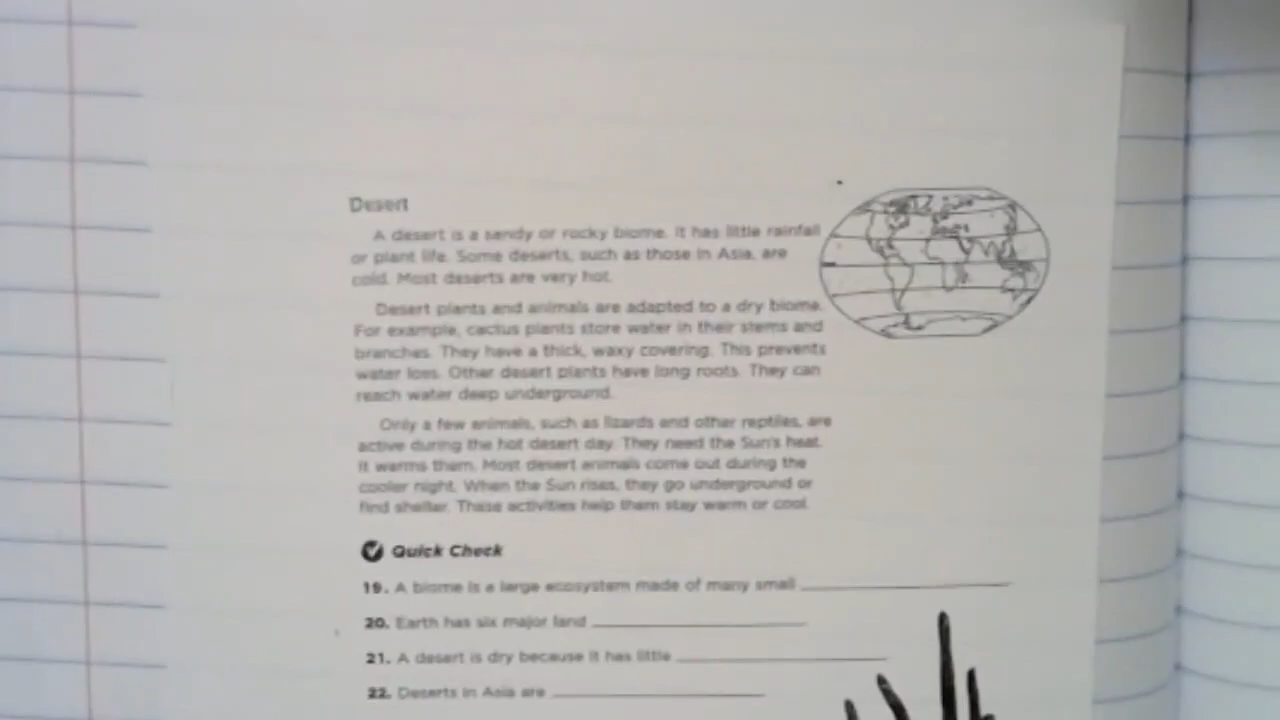 Desert
A desert is a sandy or rocky biome. It has little rainfall
or plant life. Some deserts, such as those in Asia, are
cold. Most deserts are very hot.
Desert plants and animals are adapted to a dry biome.
For example, cactus plants store water in their stems and
branches. They have a thick, waxy covering. This prevents
water loss. Other desert plants have long roots. They can
reach water deep underground.
Only a few animals, such as lizards and other reptiles, are
active during the hot desert day. They need the Sun's heat.
It warms them. Most desert animals come out during the
cooler night. When the Sun rises, they go underground or
find shelter. These activities help them stay warm or cool.
Quick Check
19. A biome is a large ecosystem made of many small
20. Earth has six major land
21. A desert is dry because it has little
22. Deserts in Asia are